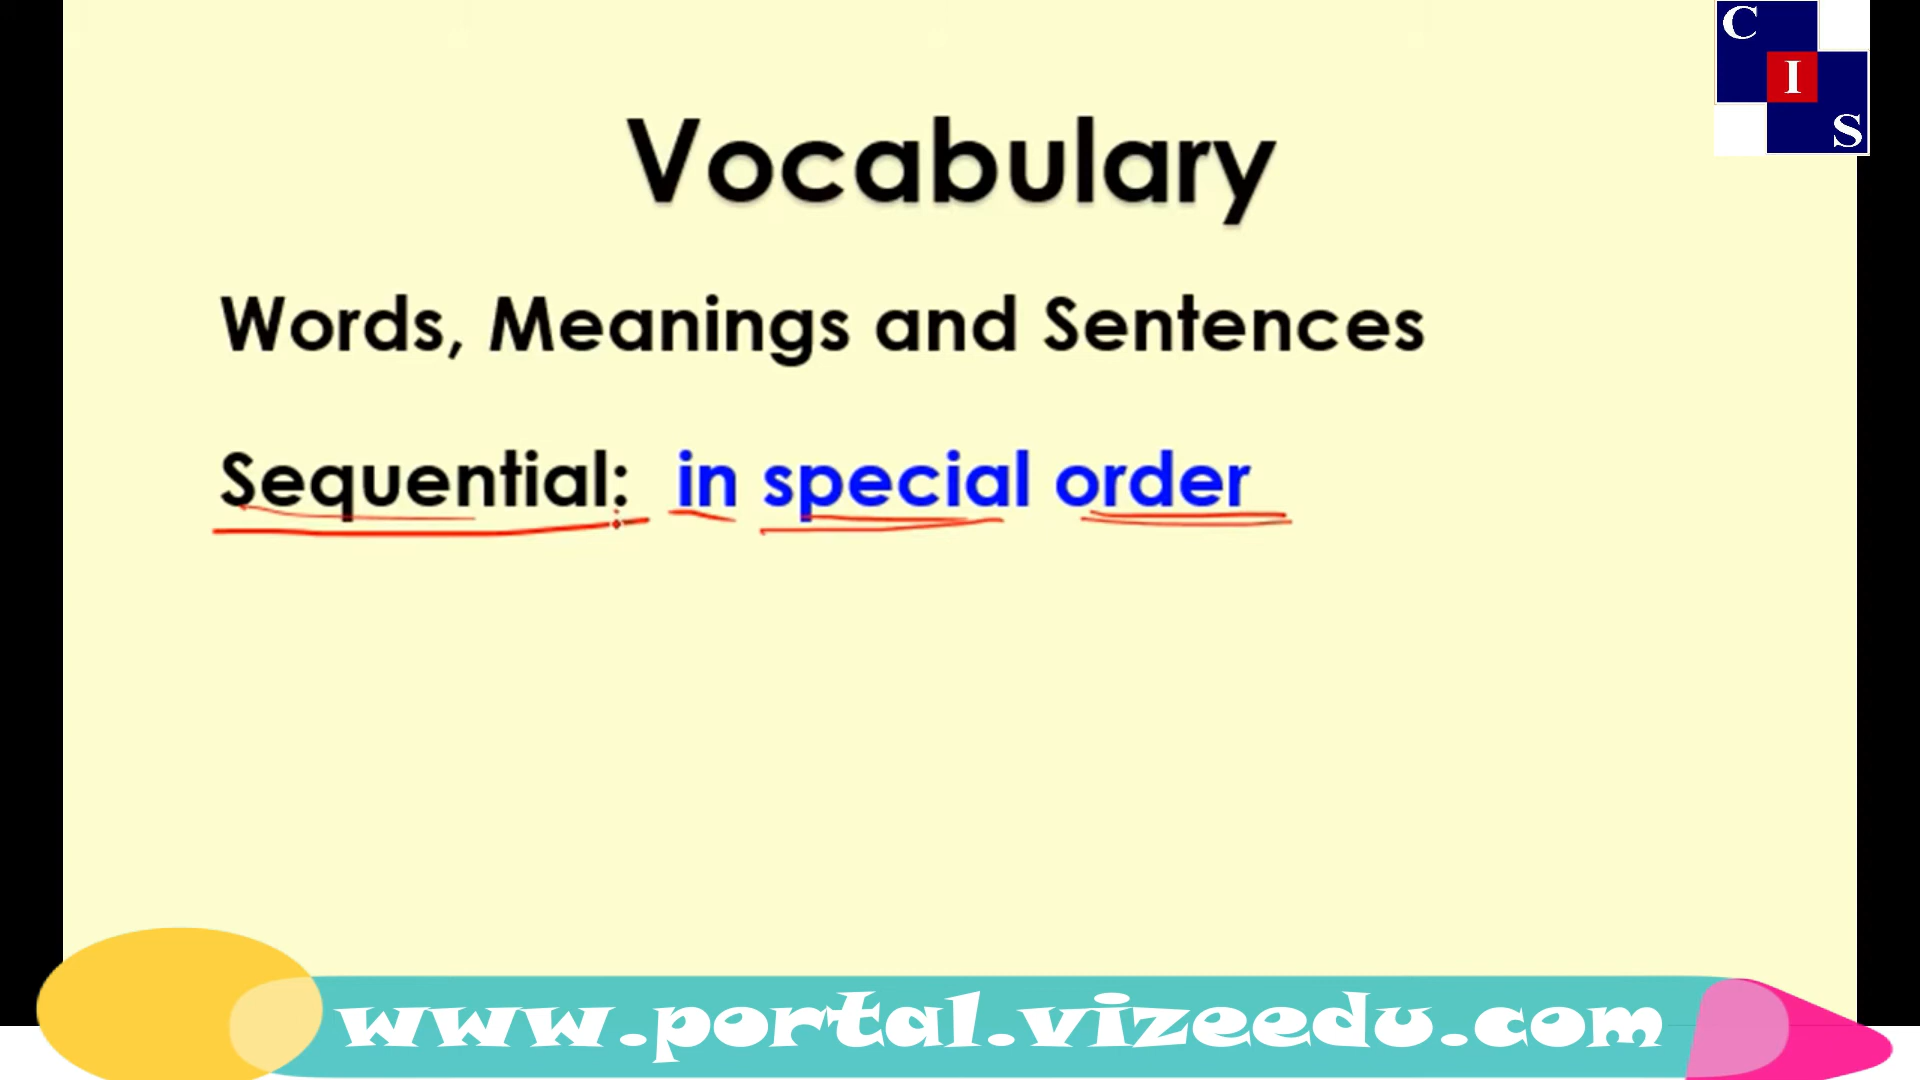 C
I
S
Vocabulary
Words, Meanings and Sentences
Sequential: in special order
www.portal.vizeedu.com